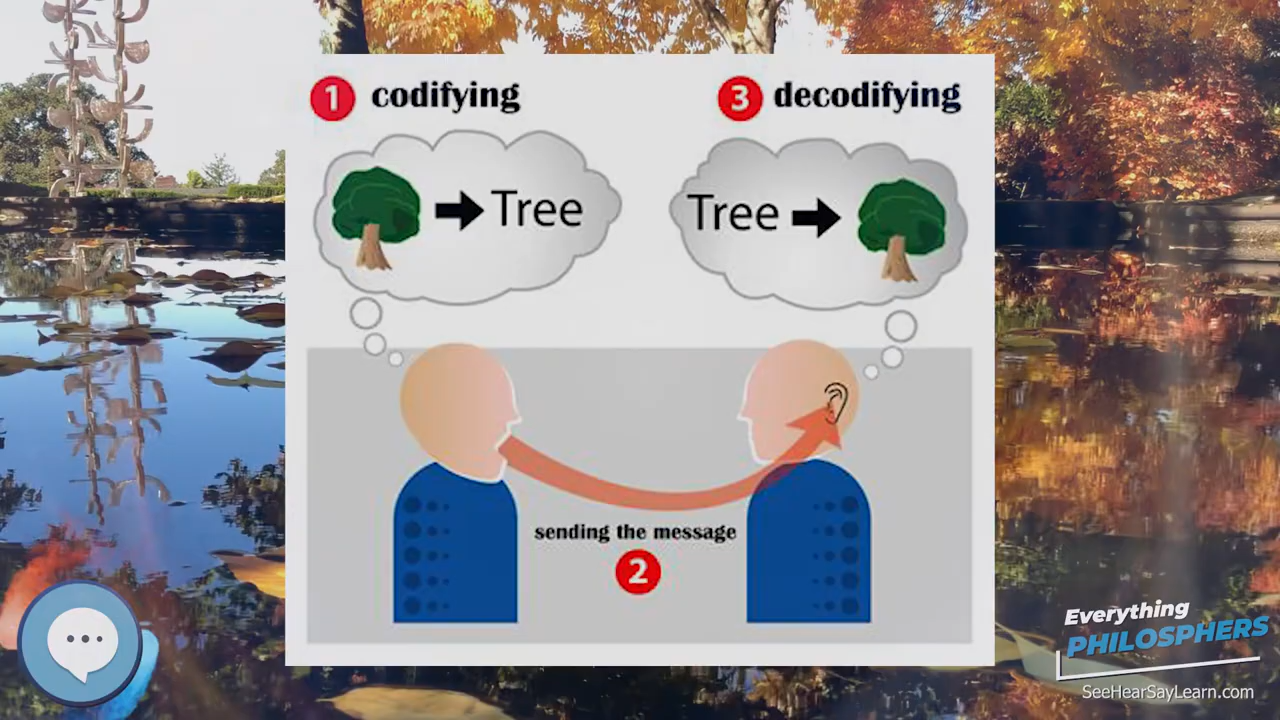 1 codifying
3 decodifying
Tree
Tree
sending the message
2
Everything
PHILOSPHERS
SeeHearSayLearn.com